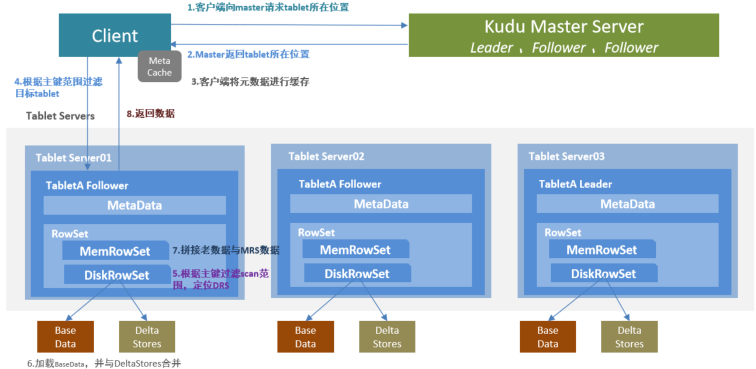 1.客户端向master请求tablet所在位置
Client
Kudu Master Server
Leader 、Follower 、Follower
2.Master返回tablet所在位置
Meta
Cache
3.客户端将元数据进行缓存
4.根据主键范围过滤
目标tablet
8.返回数据
Tablet Servers
Tablet Server01
TabletA Follower
MetaData
RowSet
MemRowSet
7.拼接老数据与MRS数据
DiskRowSet
5.根据主键过滤scan范
围，定位DRS
Base
Data
Delta
Stores
6.加载BaseData，并与DeltaStores合并
Tablet Server02
TabletA Follower
MetaData
RowSet
MemRowSet
DiskRowSet
Base
Data
Delta
Stores
Tablet Server03
TabletA Leader
MetaData
RowSet
MemRowSet
DiskRowSet
Base
Data
Delta
Stores